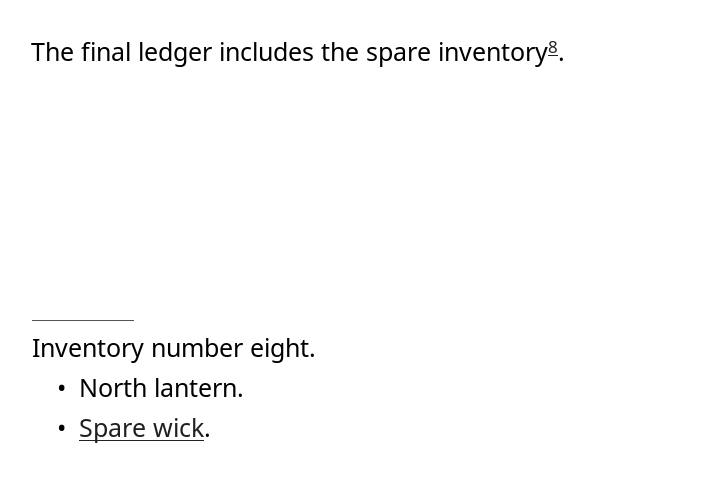 The final ledger includes the spare inventory8.
Inventory number eight.
• North lantern.
• Spare wick.